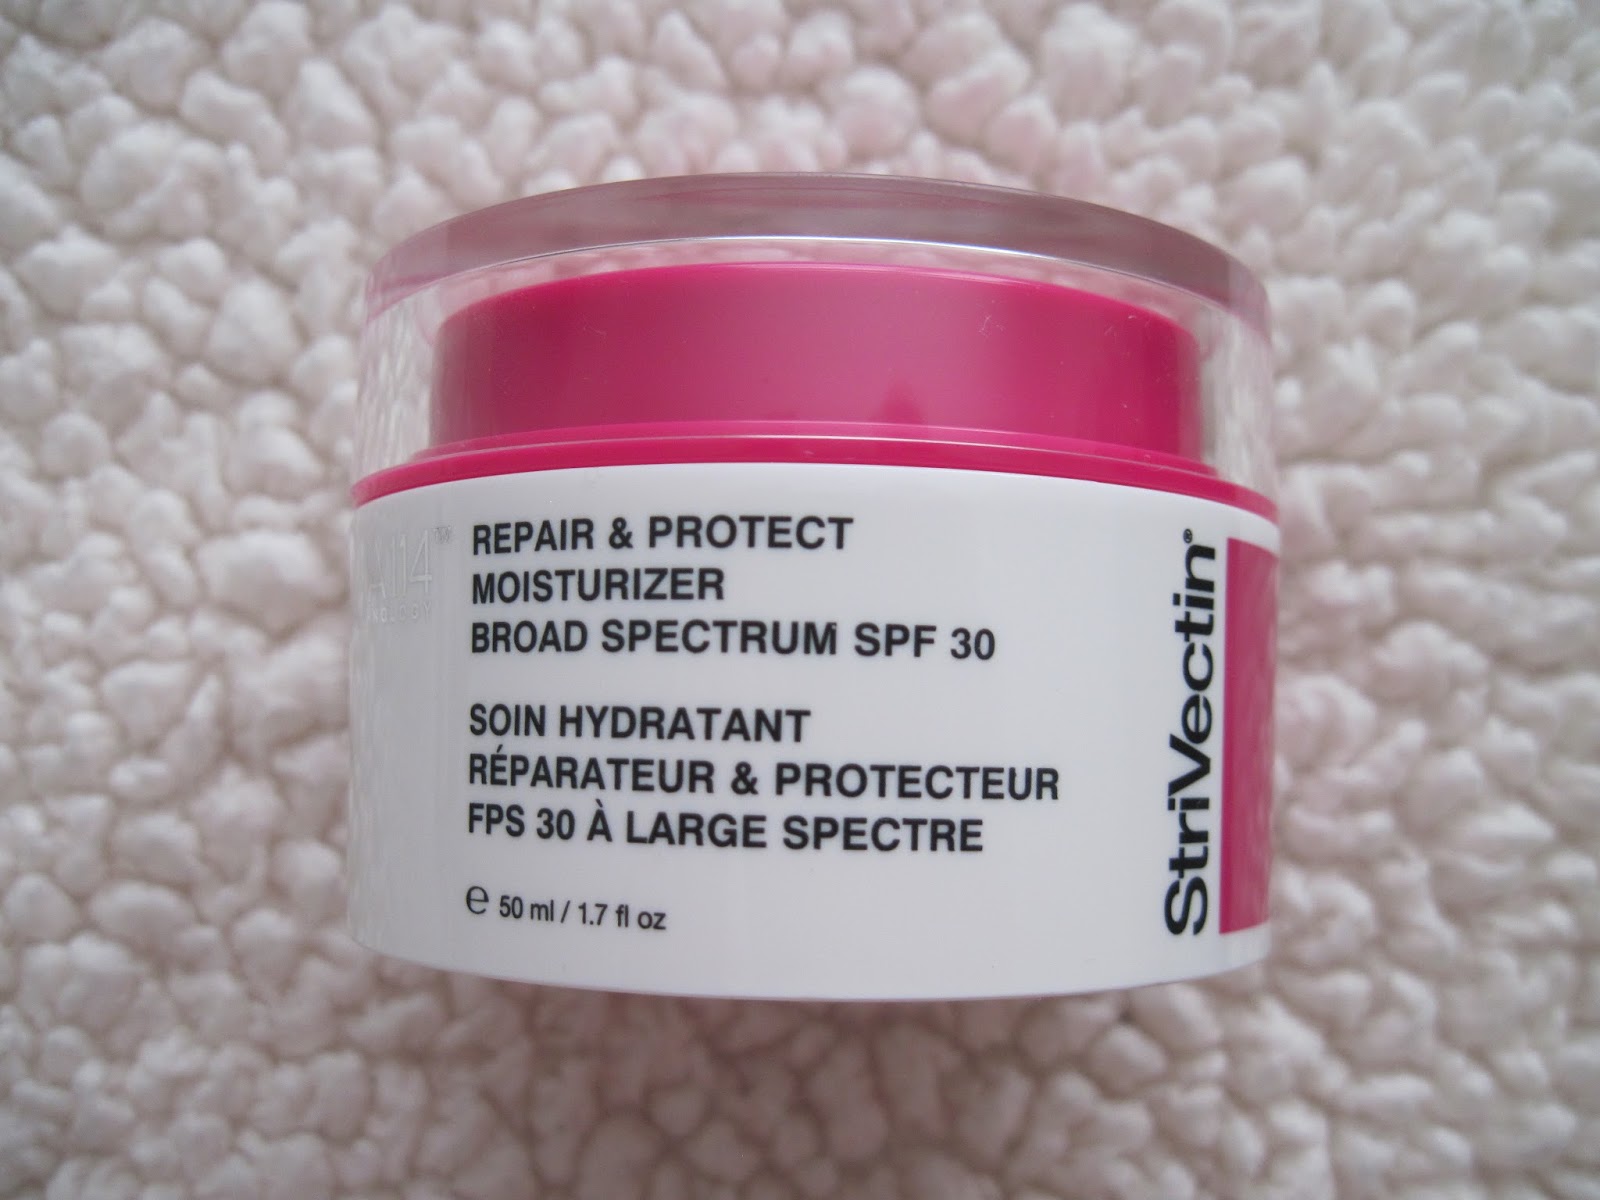 REPAIR & PROTECT
MOISTURIZER
BROAD SPECTRUM SPF 30
SOIN HYDRATANT
RÉPARATEUR & PROTECTEUR
FPS 30 À LARGE SPECTRE
℮ 50 ml / 1.7 fl oz
StriVectin®